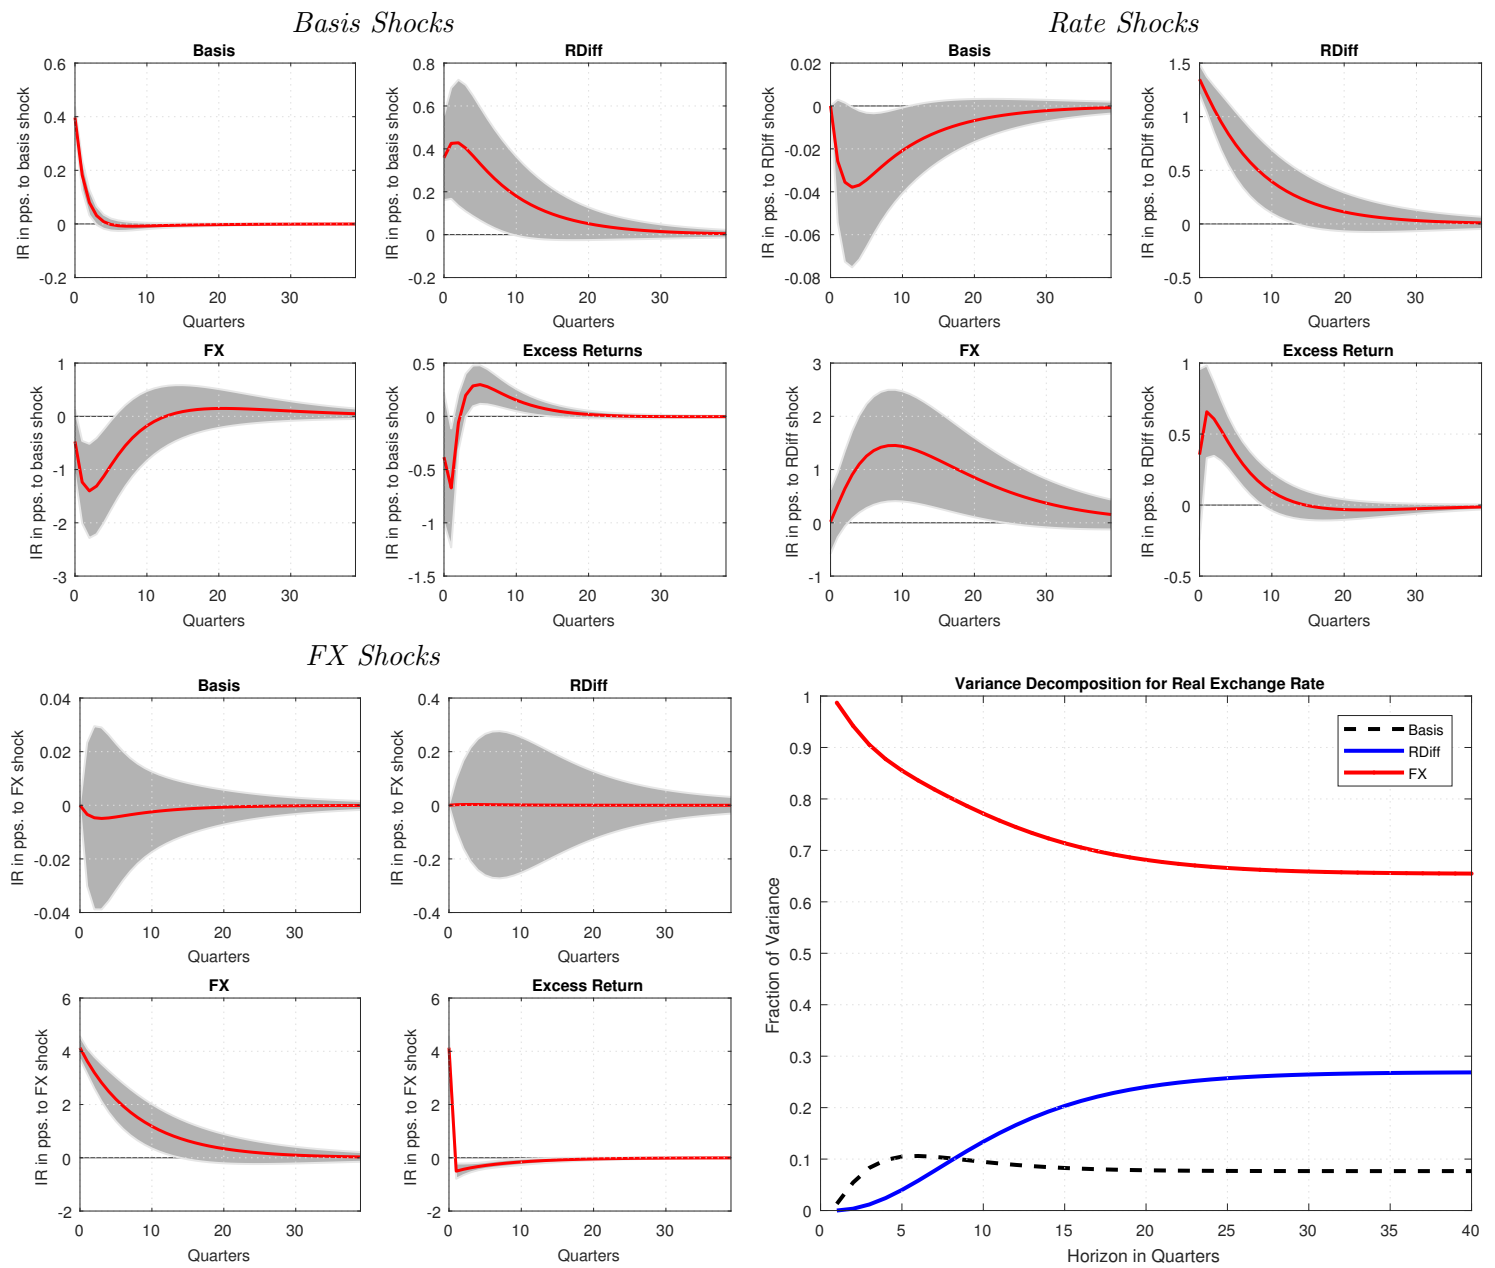 Basis Shocks
Rate Shocks
Basis
IR in pps. to basis shock
0.6
0.4
0.2
0
-0.2
0 10 20 30
Quarters
RDiff
IR in pps. to basis shock
0.8
0.6
0.4
0.2
0
-0.2
0 10 20 30
Quarters
Basis
IR in pps. to RDiff shock
0.02
0
-0.02
-0.04
-0.06
-0.08
0 10 20 30
Quarters
RDiff
IR in pps. to RDiff shock
1.5
1
0.5
0
-0.5
0 10 20 30
Quarters
FX
IR in pps. to basis shock
1
0
-1
-2
-3
0 10 20 30
Quarters
Excess Returns
IR in pps. to basis shock
0.5
0
-0.5
-1
-1.5
0 10 20 30
Quarters
FX
IR in pps. to RDiff shock
3
2
1
0
-1
0 10 20 30
Quarters
Excess Return
IR in pps. to RDiff shock
1
0.5
0
-0.5
0 10 20 30
Quarters
FX Shocks
Basis
IR in pps. to FX shock
0.04
0.02
0
-0.02
-0.04
0 10 20 30
Quarters
RDiff
IR in pps. to FX shock
0.4
0.2
0
-0.2
-0.4
0 10 20 30
Quarters
FX
IR in pps. to FX shock
6
4
2
0
-2
0 10 20 30
Quarters
Excess Return
IR in pps. to FX shock
6
4
2
0
-2
0 10 20 30
Quarters
Variance Decomposition for Real Exchange Rate
Fraction of Variance
1
0.9
0.8
0.7
0.6
0.5
0.4
0.3
0.2
0.1
0
Basis
RDiff
FX
0 5 10 15 20 25 30 35 40
Horizon in Quarters